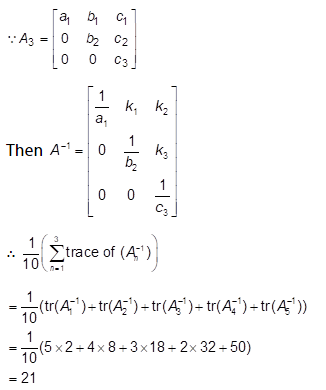 ∵ A₃ = [a₁ b₁ c₁
0 b₂ c₂
0 0 c₃]
Then A⁻¹ = [1/a₁ k₁ k₂
0 1/b₂ k₃
0 0 1/c₃]
∴ 1/10 (∑ₙ₌₁³ trace of (Aₙ⁻¹))
= 1/10 (tr(A₁⁻¹)+tr(A₂⁻¹)+tr(A₃⁻¹)+tr(A₄⁻¹)+tr(A₅⁻¹))
= 1/10 (5 × 2 + 4 × 8 + 3 × 18 + 2 × 32 + 50)
= 21